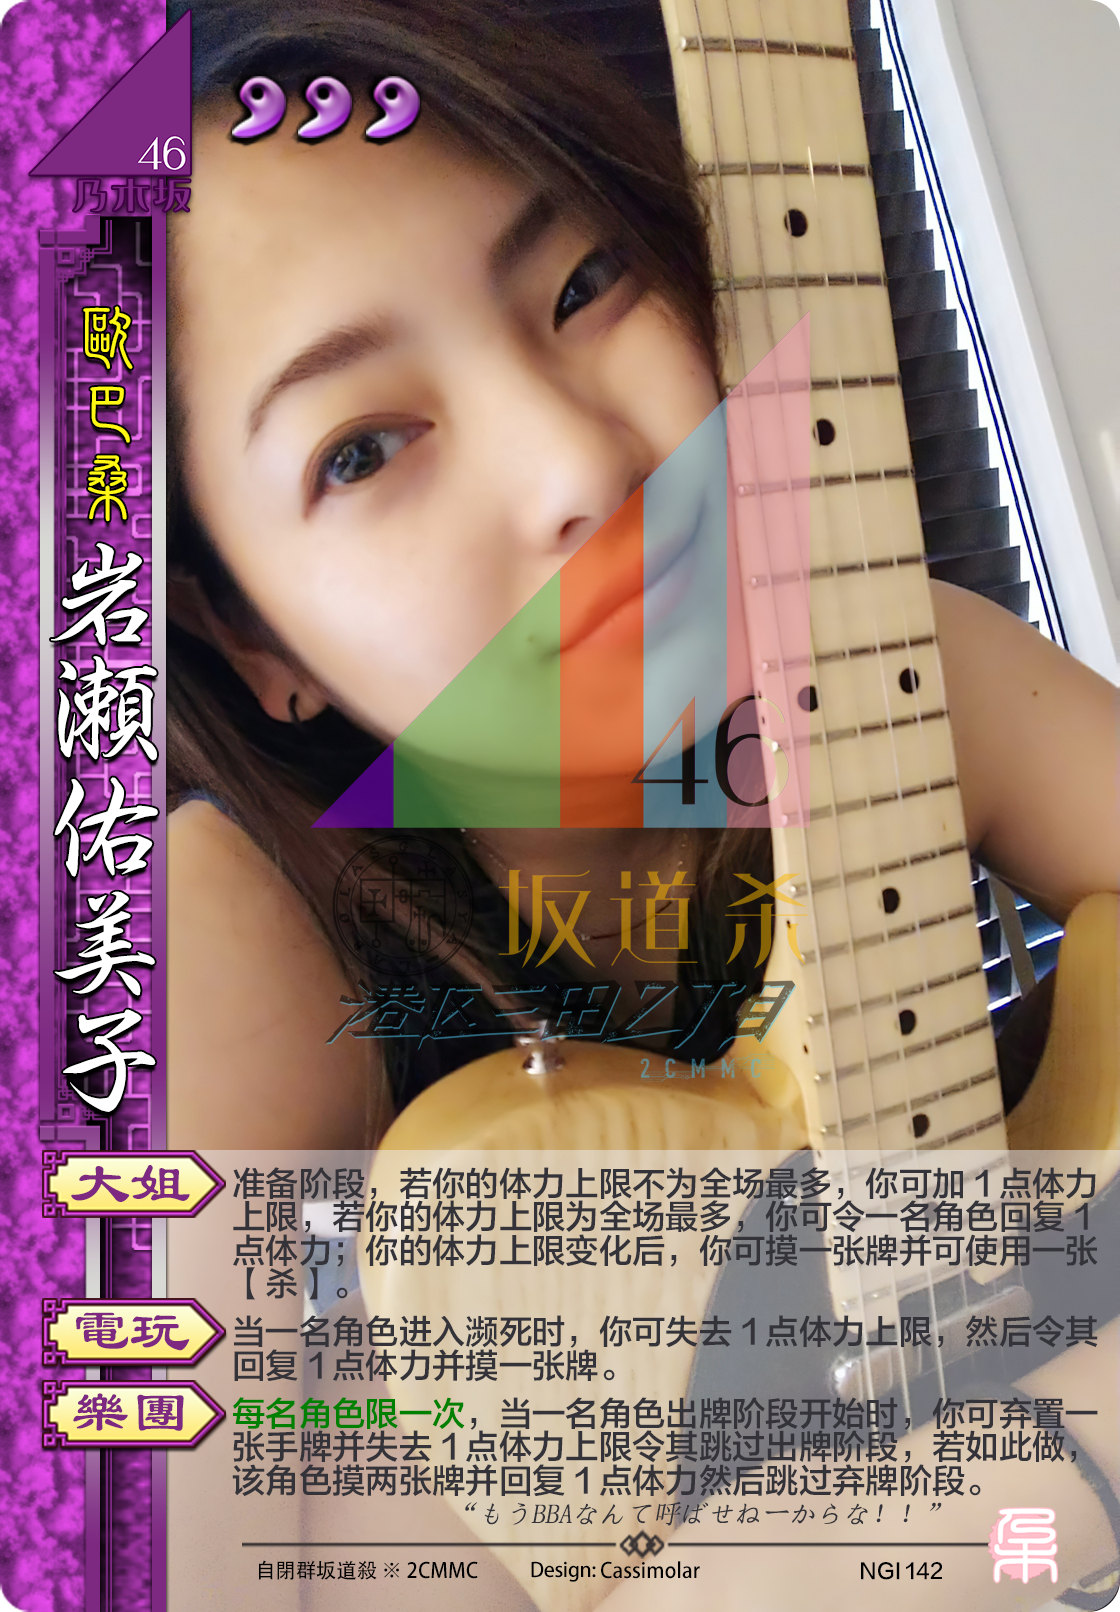 46
乃木坂
歐巴桑
岩瀬佑美子
46
坂道杀
港区三田2丁目
2CMMC
大姐
准备阶段，若你的体力上限不为全场最多，你可加1点体力
上限，若你的体力上限为全场最多，你可令一名角色回复1
点体力；你的体力上限变化后，你可摸一张牌并可使用一张
【杀】。
電玩
当一名角色进入濒死时，你可失去1点体力上限，然后令其
回复1点体力并摸一张牌。
樂團
每名角色限一次，当一名角色出牌阶段开始时，你可弃置一
张手牌并失去1点体力上限令其跳过出牌阶段，若如此做，
该角色摸两张牌并回复1点体力然后跳过弃牌阶段。
“もうBBAなんて呼ばせねーからな！！”
自閉群坂道殺 ※ 2CMMC
Design: Cassimolar
NGI142